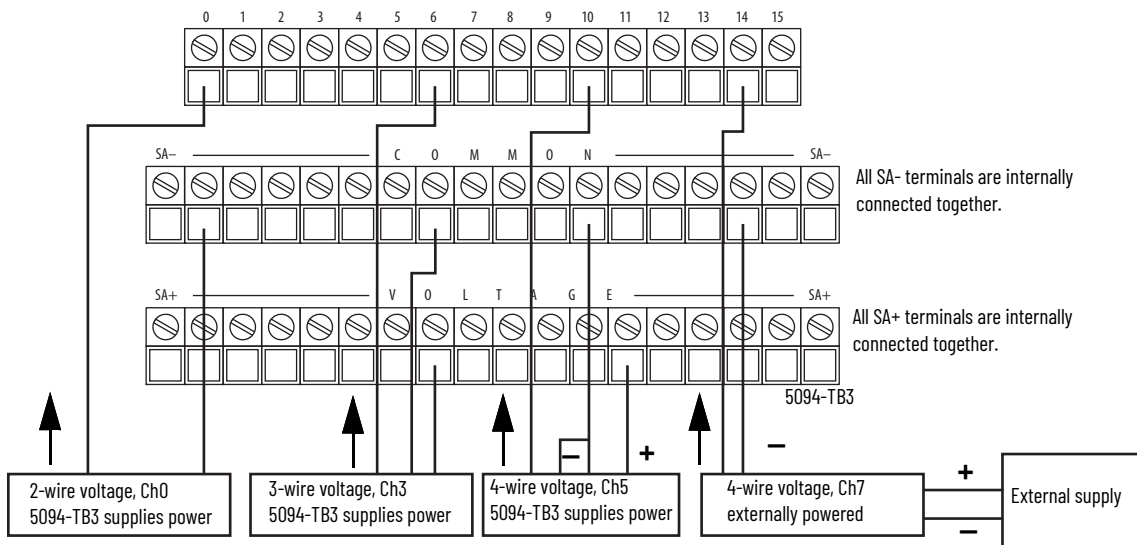 0 1 2 3 4 5 6 7 8 9 10 11 12 13 14 15
SA– C O M M O N SA–
All SA- terminals are internally
connected together.
SA+ V O L T A G E SA+
All SA+ terminals are internally
connected together.
5094-TB3
– + –
2-wire voltage, Ch0
5094-TB3 supplies power
3-wire voltage, Ch3
5094-TB3 supplies power
4-wire voltage, Ch5
5094-TB3 supplies power
4-wire voltage, Ch7
externally powered
+
–
External supply